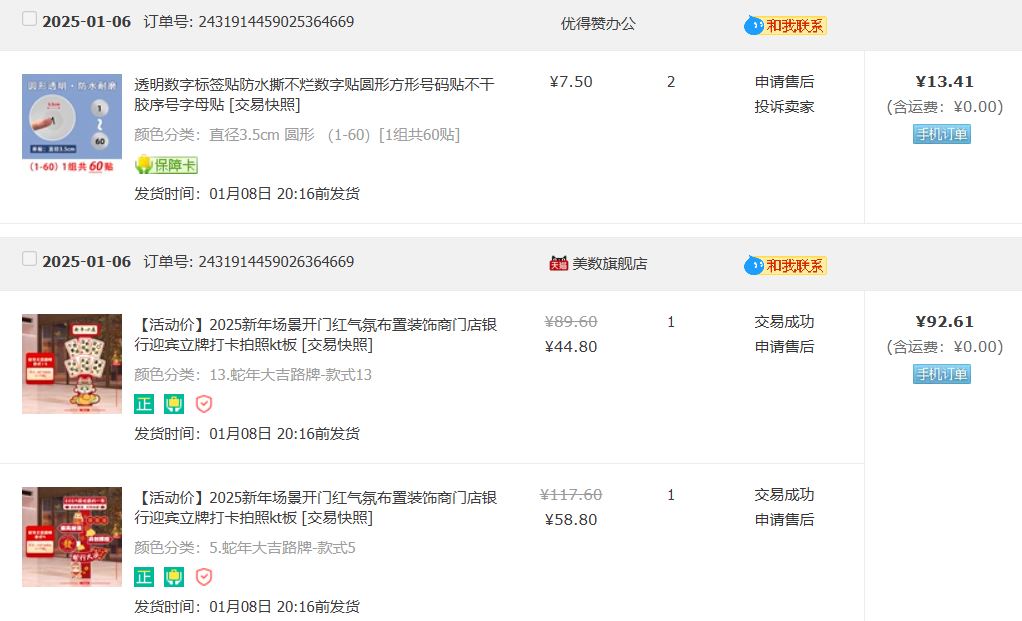 2025-01-06 订单号: 2431914459025364669 优得赞办公 和我联系
圆形透明·防水耐磨
3.5cm
1
60
单贴:直径3.5cm
(1-60) 1组共60贴
透明数字标签贴防水撕不烂数字贴圆形方形号码贴不干
胶序号字母贴 [交易快照]
颜色分类：直径3.5cm 圆形 （1-60）[1组共60贴]
保障卡
发货时间：01月08日 20:16前发货
¥7.50
2
申请售后
投诉卖家
¥13.41
(含运费：¥0.00)
手机订单
2025-01-06 订单号: 2431914459026364669 天猫 美数旗舰店 和我联系
【活动价】2025新年场景开门红气氛布置装饰商门店银
行迎宾立牌打卡拍照kt板 [交易快照]
颜色分类：13.蛇年大吉路牌-款式13
正
发货时间：01月08日 20:16前发货
¥89.60
¥44.80
1
交易成功
申请售后
¥92.61
(含运费：¥0.00)
手机订单
【活动价】2025新年场景开门红气氛布置装饰商门店银
行迎宾立牌打卡拍照kt板 [交易快照]
颜色分类：5.蛇年大吉路牌-款式5
正
发货时间：01月08日 20:16前发货
¥117.60
¥58.80
1
交易成功
申请售后